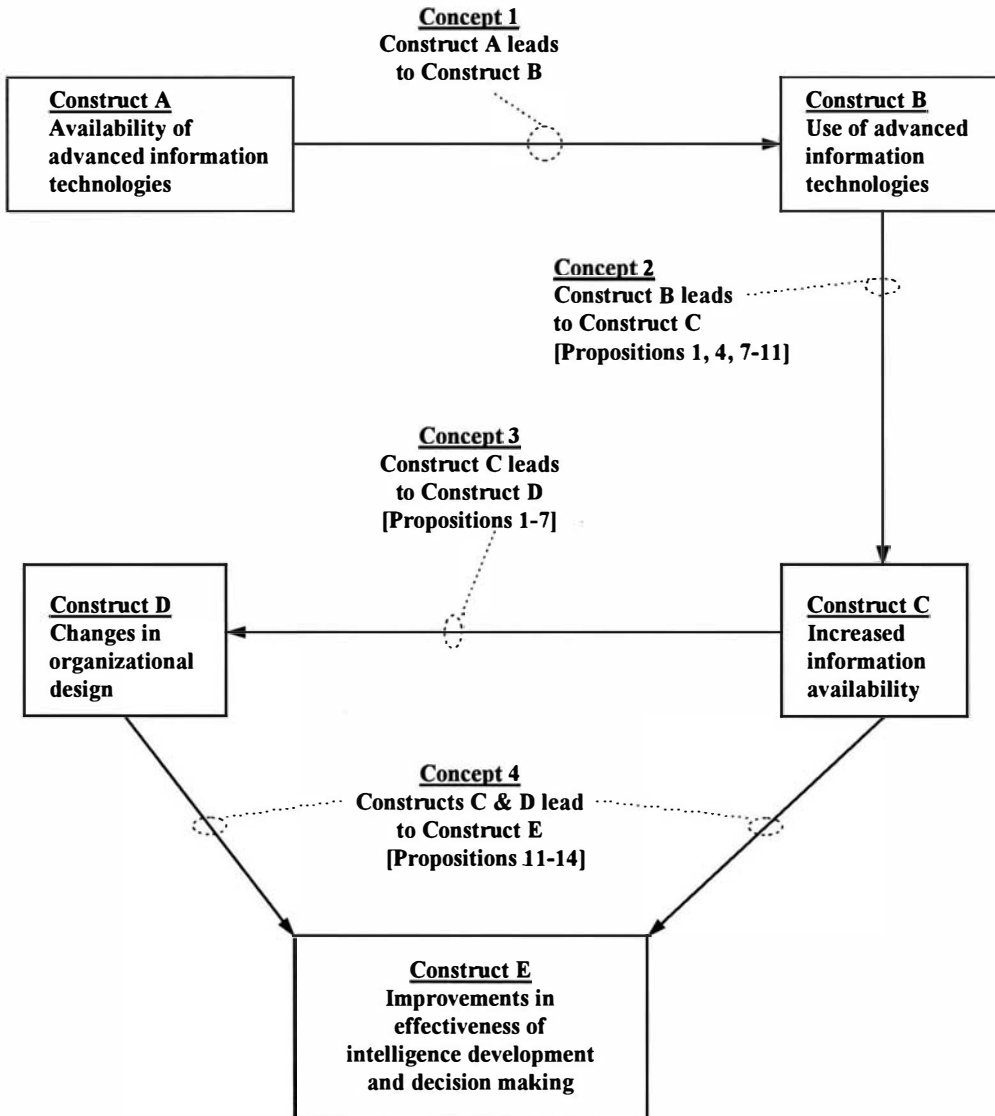 Concept 1
Construct A leads
to Construct B
Construct A
Availability of
advanced information
technologies
Construct B
Use of advanced
information
technologies
Concept 2
Construct B leads
to Construct C
[Propositions 1, 4, 7-11]
Concept 3
Construct C leads
to Construct D
[Propositions 1-7]
Construct D
Changes in
organizational
design
Construct C
Increased
information
availability
Concept 4
Constructs C & D lead
to Construct E
[Propositions 11-14]
Construct E
Improvements in
effectiveness of
intelligence development
and decision making